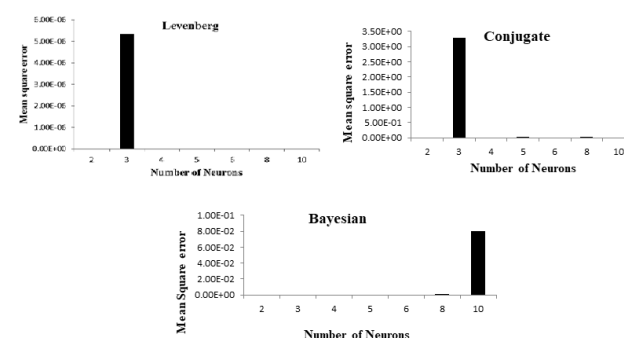 Levenberg
Mean square error
6.00E-06
5.00E-06
4.00E-06
3.00E-06
2.00E-06
1.00E-06
0.00E+00
2 3 4 5 6 8 10
Number of Neurons
Conjugate
Mean square error
3.50E+00
3.00E+00
2.50E+00
2.00E+00
1.50E+00
1.00E+00
5.00E-01
0.00E+00
2 3 4 5 6 8 10
Number of Neurons
Bayesian
Mean Square error
1.00E-01
8.00E-02
6.00E-02
4.00E-02
2.00E-02
0.00E+00
2 3 4 5 6 8 10
Number of Neurons